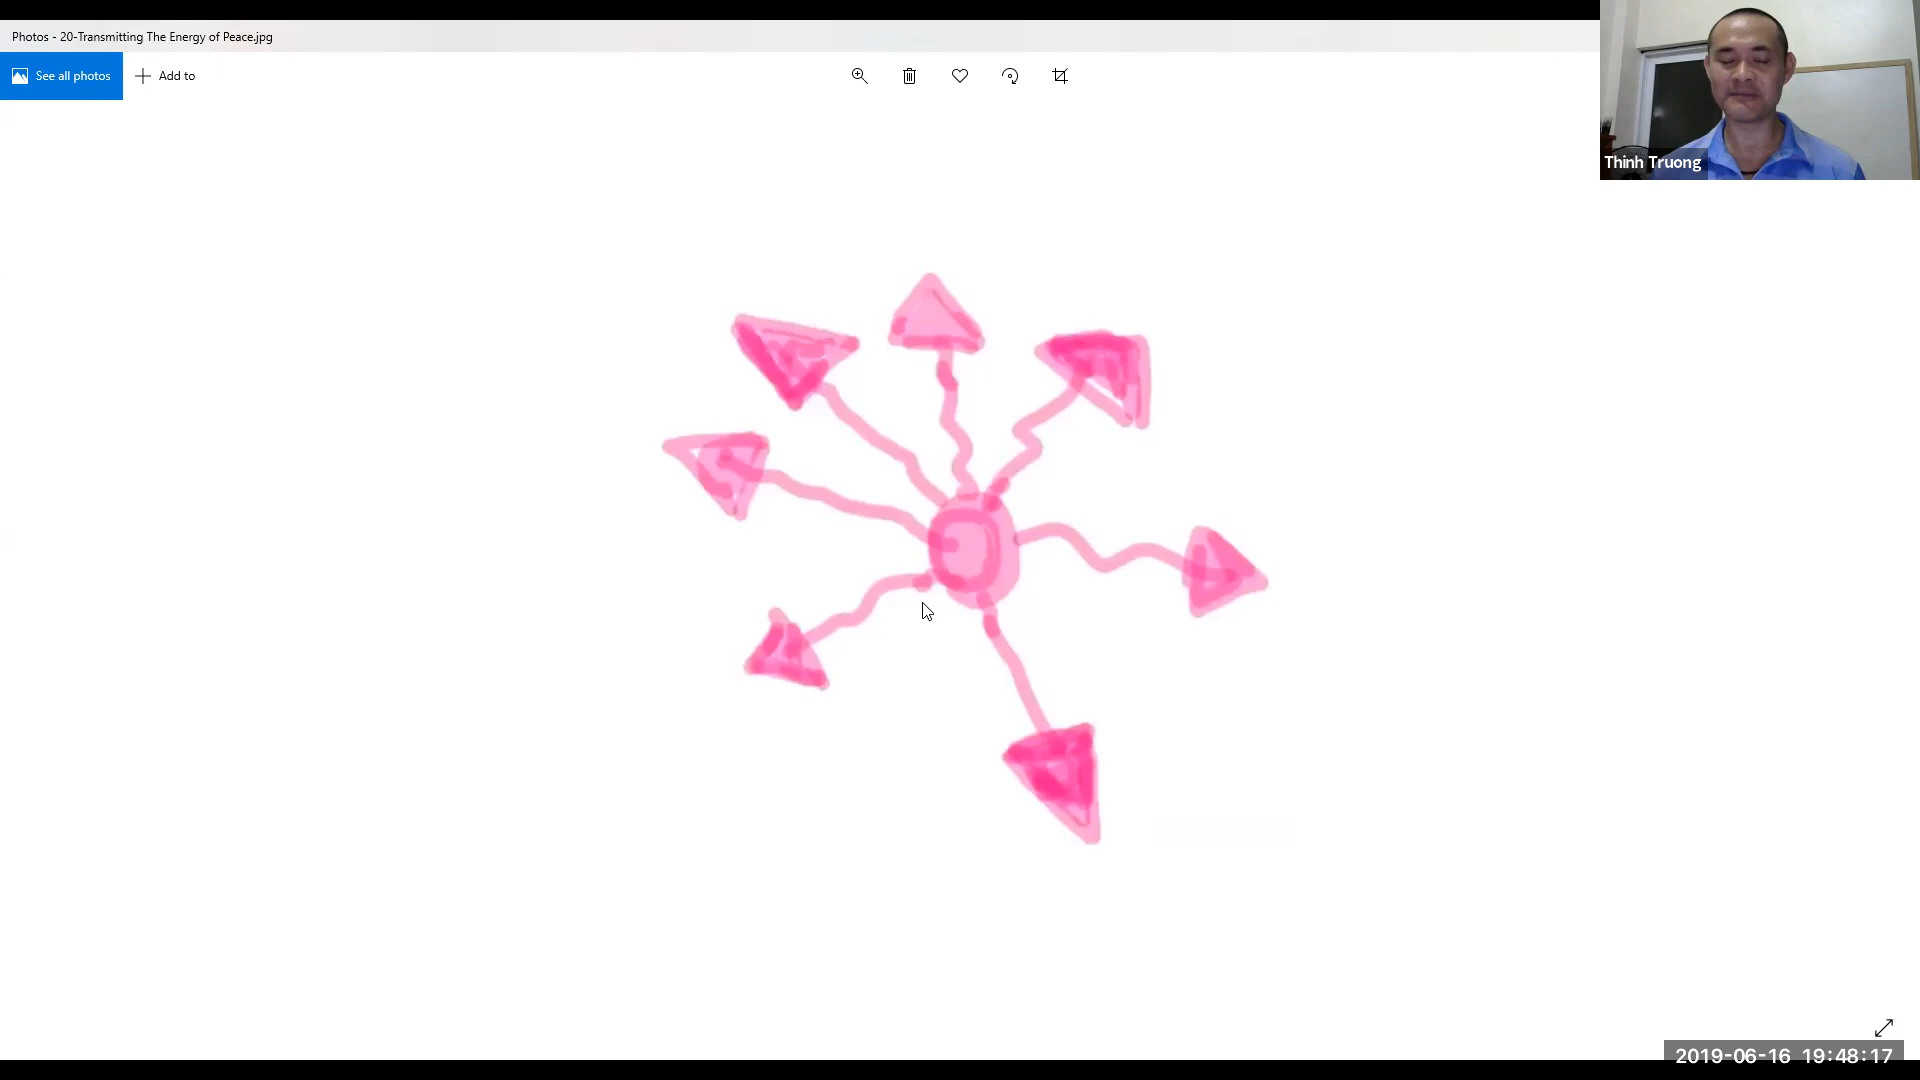 Photos - 20-Transmitting The Energy of Peace.jpg
See all photos
Add to
Thinh Truong
2019-06-16 19:48:17